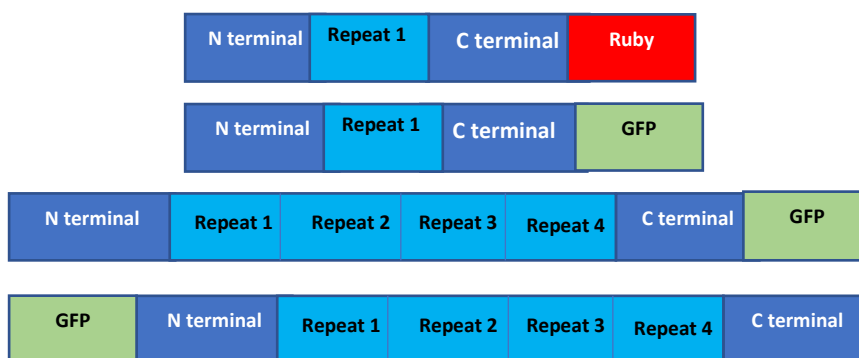 N terminal Repeat 1 C terminal Ruby
N terminal Repeat 1 C terminal GFP
N terminal Repeat 1 Repeat 2 Repeat 3 Repeat 4 C terminal GFP
GFP N terminal Repeat 1 Repeat 2 Repeat 3 Repeat 4 C terminal